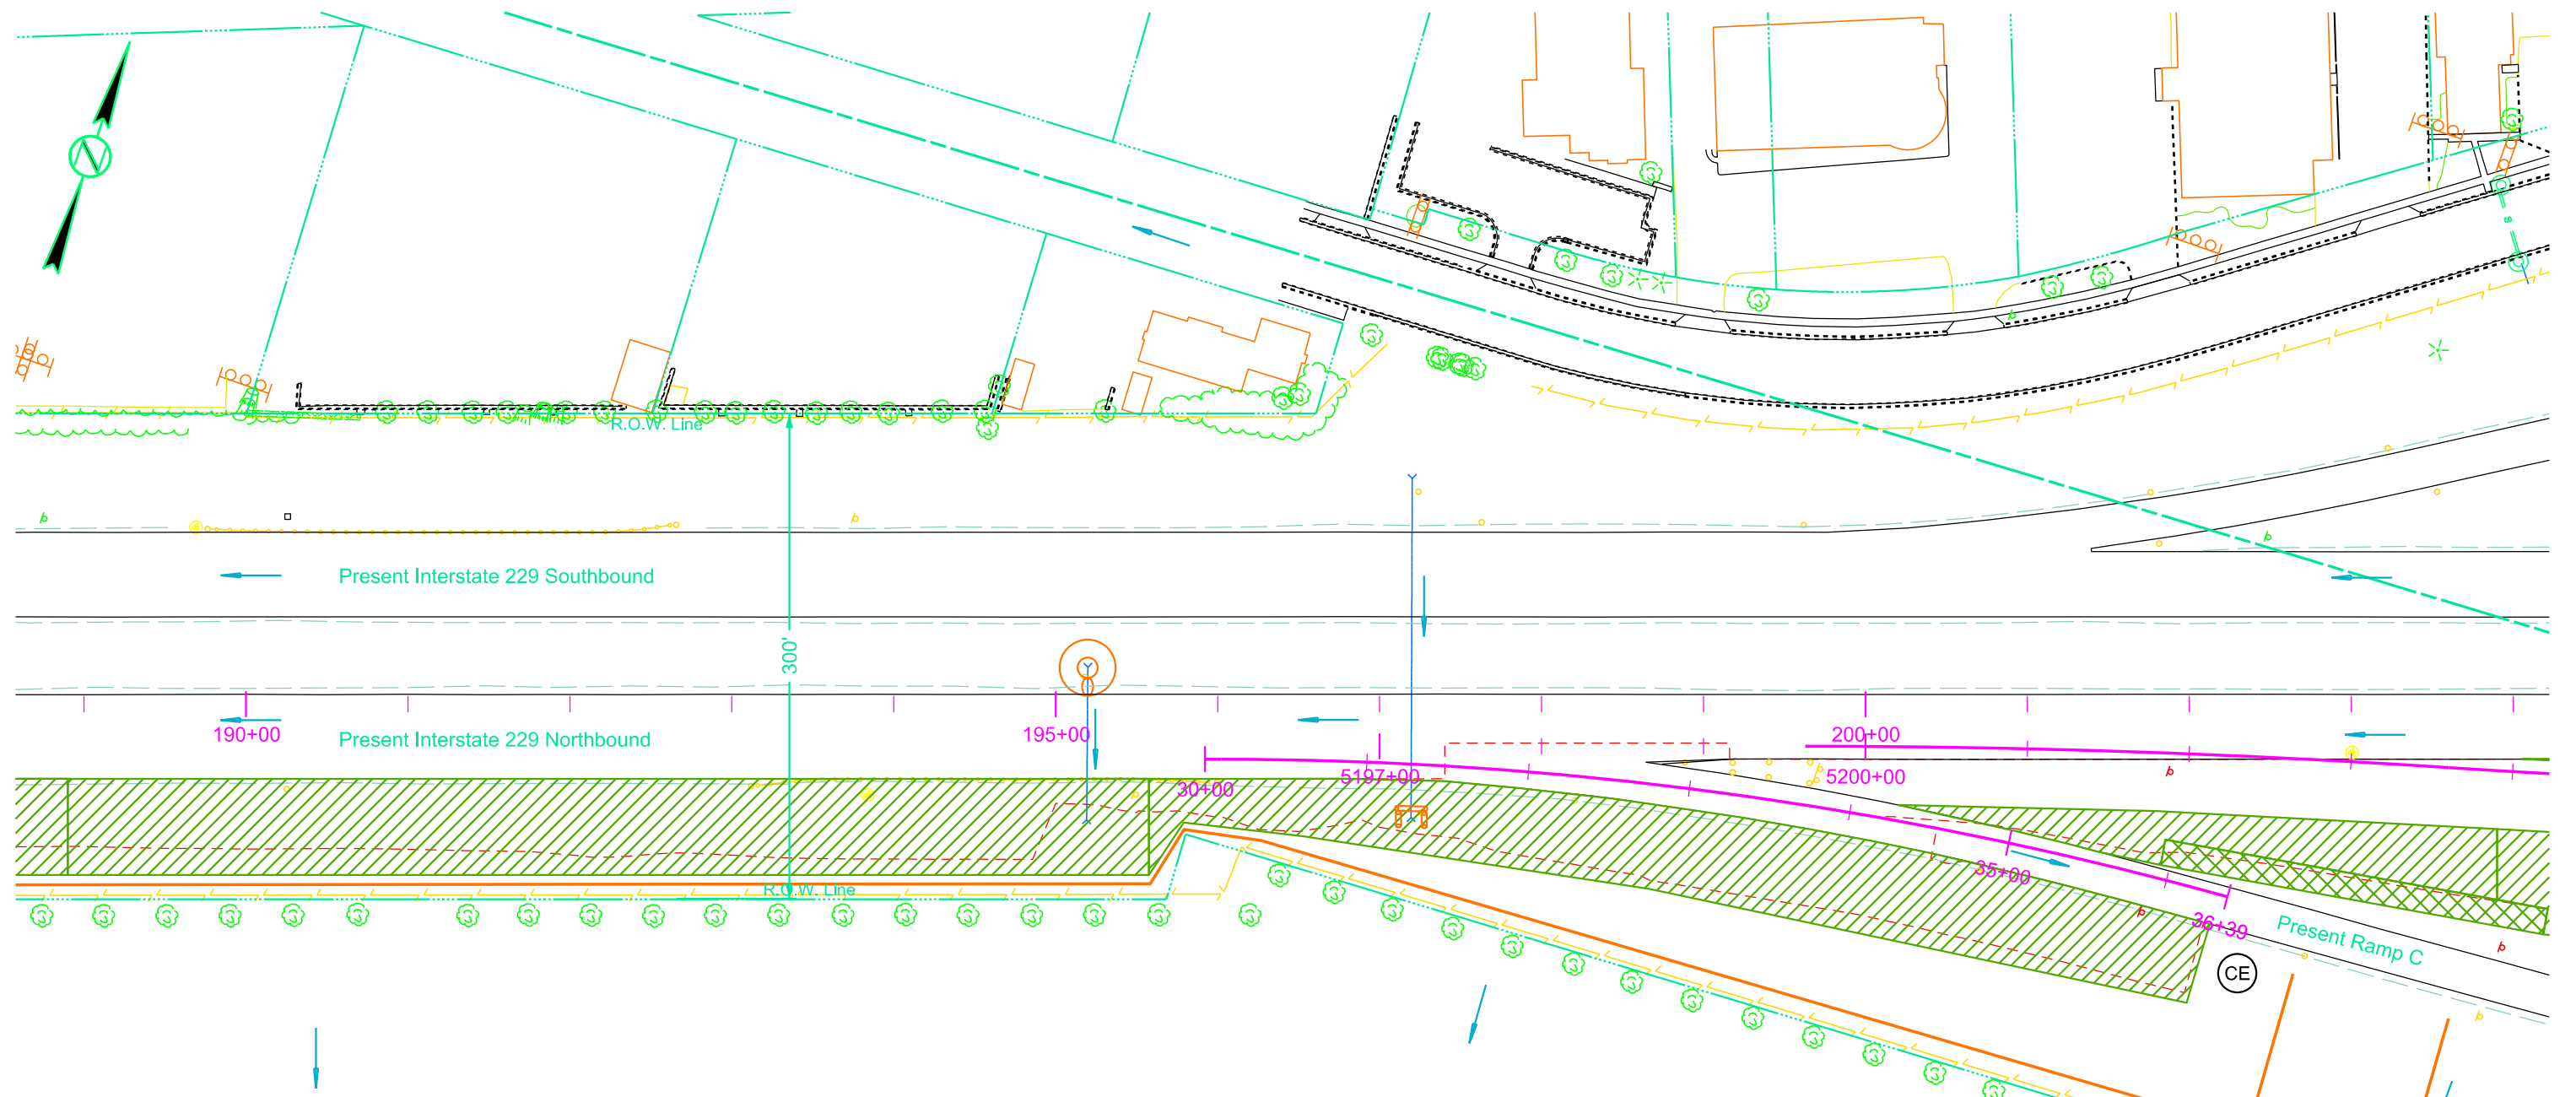 R.O.W. Line
S
Present Interstate 229 Southbound
300'
190+00
195+00
200+00
Present Interstate 229 Northbound
5197+00
5200+00
30+00
35+00
R.O.W. Line
36+39
Present Ramp C
CE